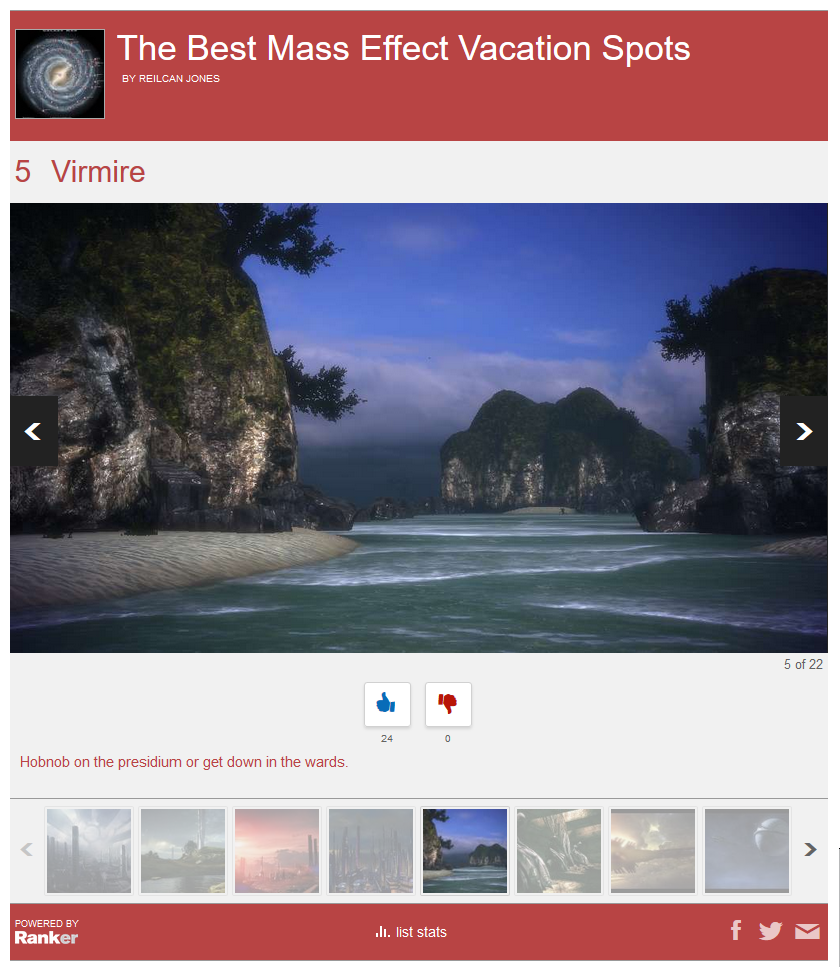 The Best Mass Effect Vacation Spots
BY REILCAN JONES
5 Virmire
5 of 22
24
0
Hobnob on the presidium or get down in the wards.
POWERED BY
Ranker
list stats